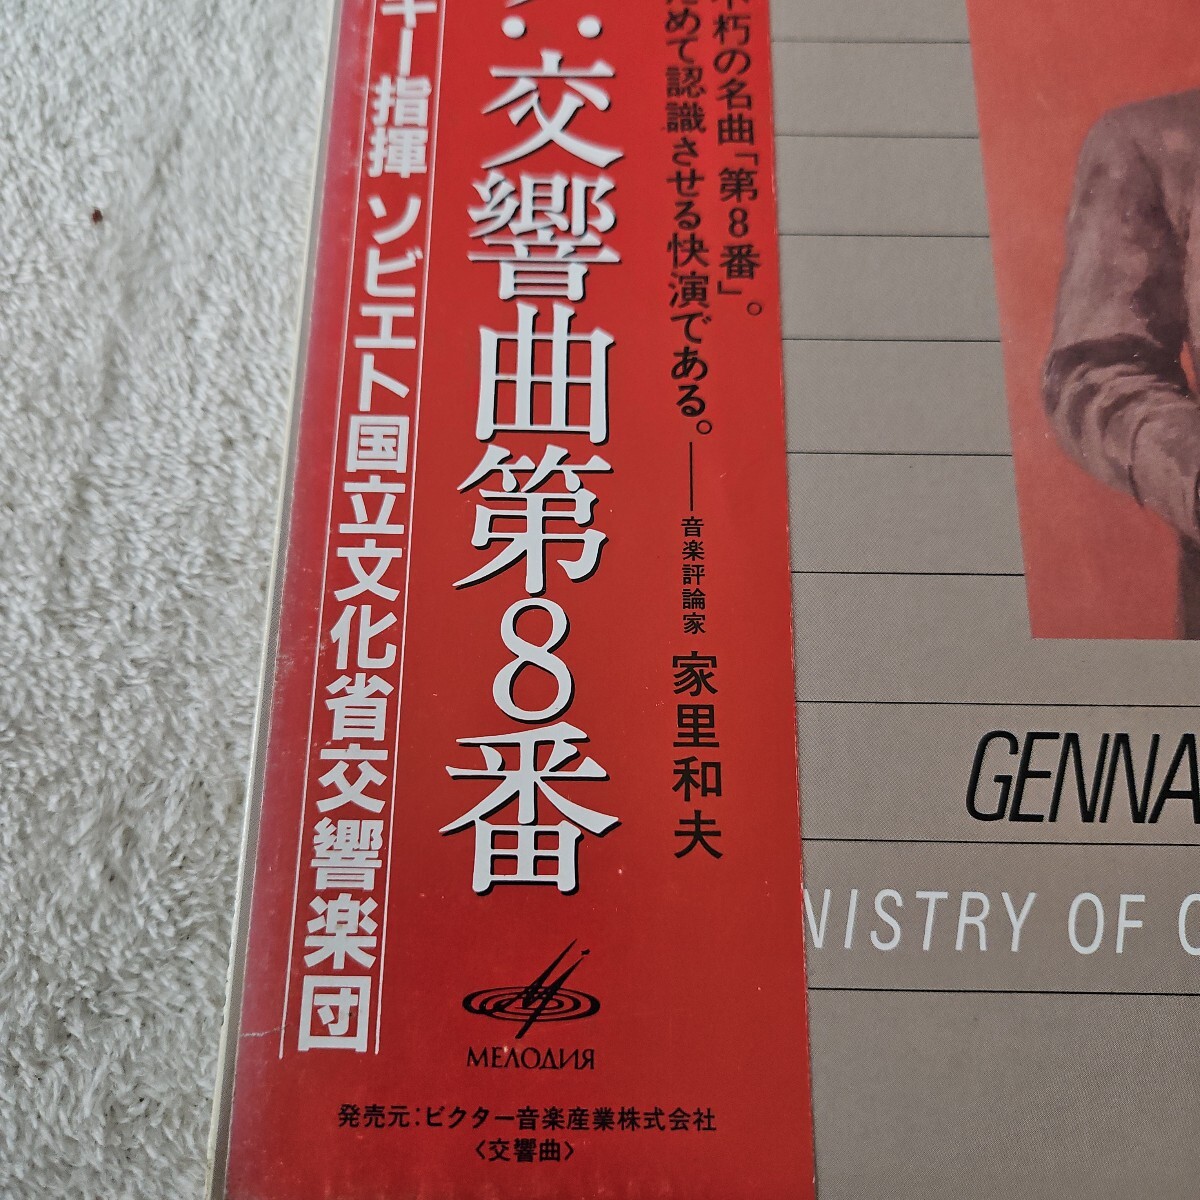 不朽の名曲「第8番」。
ためて認識させる快演である。——音楽評論家 家里和夫
:交響曲第8番
キー指揮 ソビエト国立文化省交響楽団
МЕЛОДИЯ
発売元:ビクター音楽産業株式会社
〈交響曲〉
GENNA
NISTRY OF C